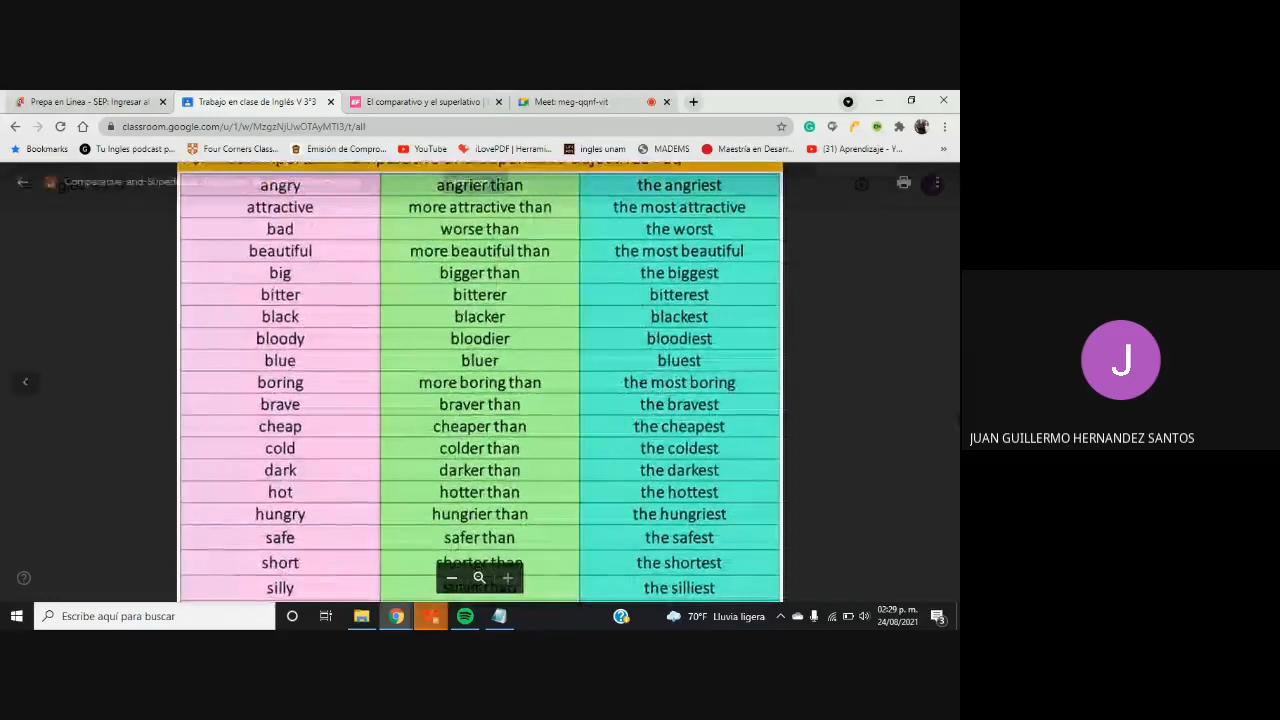 Prepa en Linea - SEP: Ingresar al
Trabajo en clase de Inglés V 3°3
El comparativo y el superlativo |
Meet: meg-qqnf-vit
classroom.google.com/u/1/w/MzgzNjUwOTAyMTI3/t/all
Bookmarks
Tu Ingles podcast p...
Four Corners Class...
Emisión de Compro...
YouTube
iLovePDF | Herrami...
ingles unam
MADEMS
Maestría en Desarr...
(31) Aprendizaje - Y...
»
angry angrier than the angriest
attractive more attractive than the most attractive
bad worse than the worst
beautiful more beautiful than the most beautiful
big bigger than the biggest
bitter bitterer bitterest
black blacker blackest
bloody bloodier bloodiest
blue bluer bluest
boring more boring than the most boring
brave braver than the bravest
cheap cheaper than the cheapest
cold colder than the coldest
dark darker than the darkest
hot hotter than the hottest
hungry hungrier than the hungriest
safe safer than the safest
short shorter than the shortest
silly the silliest
J
JUAN GUILLERMO HERNANDEZ SANTOS
Escribe aquí para buscar
70°F Lluvia ligera
02:29 p. m.
24/08/2021
3